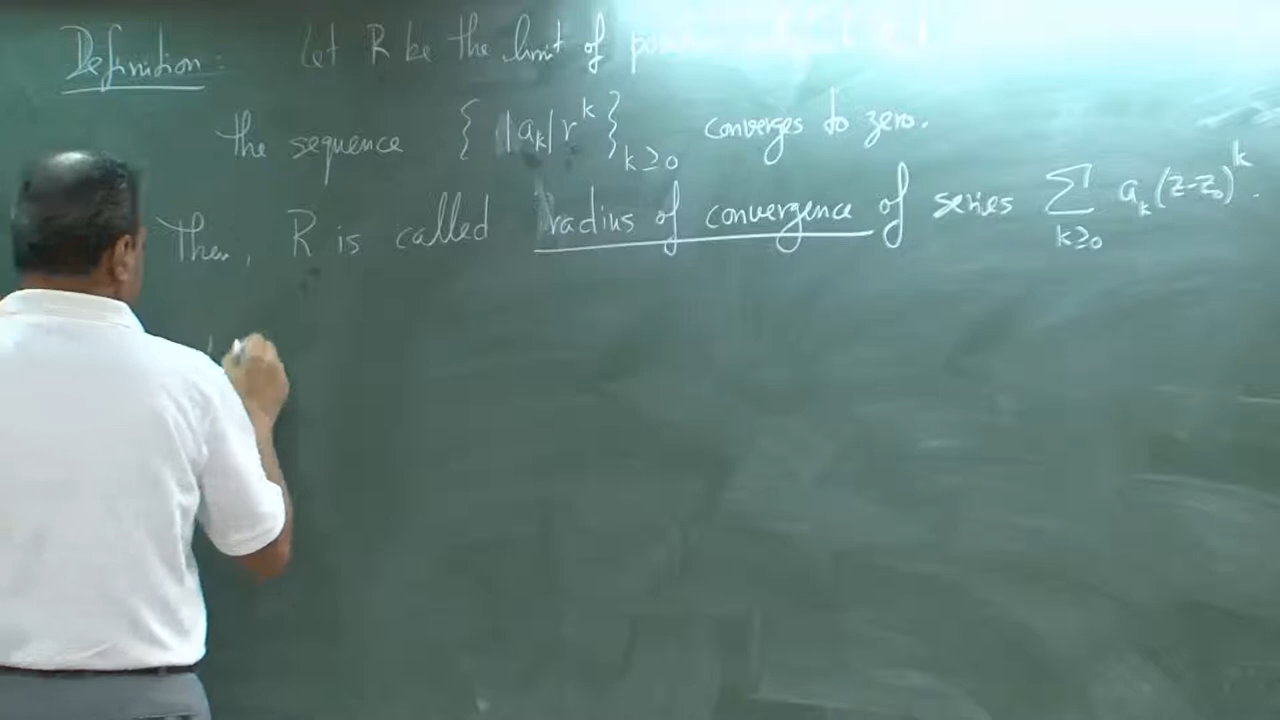 Definition: Let R be the limit of
the sequence { |a_k| r^k }_{k≥0} converges to zero.
Then, R is called radius of convergence of series ∑_{k≥0} a_k (z-z_0)^k.